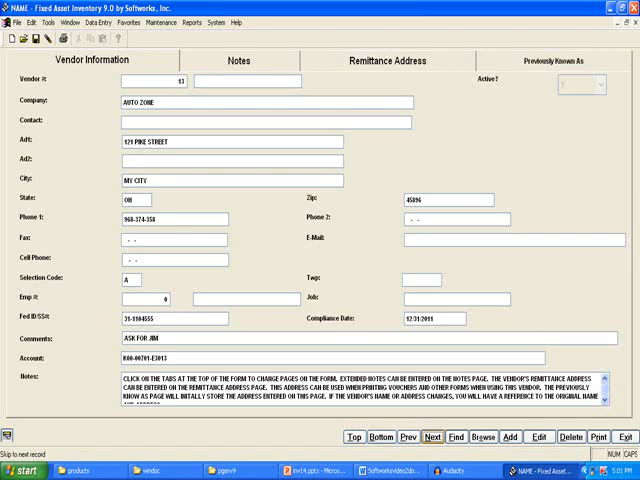 NAME - Fixed Asset Inventory 9.0 by Softworks, Inc.
File Edit Tools Window Data Entry Favorites Maintenance Reports System Help
Vendor Information Notes Remittance Address Previously Known As
Vendor #: 13 Active? Y
Company: AUTO ZONE
Contact:
Ad1: 121 PIKE STREET
Ad2:
City: MY CITY
State: OH Zip: 45896
Phone 1: 968-374-358 Phone 2: - -
Fax: - - E-Mail:
Cell Phone: - -
Selection Code: A Twp:
Emp #: 0 Job:
Fed ID/SS#: 31-1104555 Compliance Date: 12/31/2011
Comments: ASK FOR JIM
Account: K00-00701-E3013
Notes: CLICK ON THE TABS AT THE TOP OF THE FORM TO CHANGE PAGES ON THE FORM. EXTENDED NOTES CAN BE ENTERED ON THE NOTES PAGE. THE VENDOR'S REMITTANCE ADDRESS
CAN BE ENTERED ON THE REMITTANCE ADDRESS PAGE. THIS ADDRESS CAN BE USED WHEN PRINTING VOUCHERS AND OTHER FORMS WHEN USING THIS VENDOR. THE PREVIOUSLY
KNOW AS PAGE WILL INITALLY STORE THE ADDRESS ENTERED ON THIS PAGE. IF THE VENDOR'S NAME OR ADDRESS CHANGES, YOU WILL HAVE A REFERENCE TO THE ORIGINAL NAME
AND ADDRESS
Top Bottom Prev Next Find Browse Add Edit Delete Print Exit
Skip to next record NUM CAPS
start products windoc pgsnv9 inv14.pptx - Micros... Softworksvideo2do... Audacity NAME - Fixed Asset... 5:01 PM